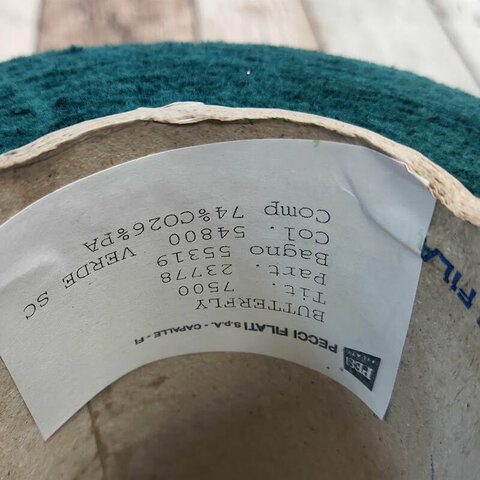 PECCI FILATI S.p.A. - CAPALLE - FI
BUTTERFLY
Tit. 7500
Part. 23778
Bagno 55319
Col. 54800 VERDE SC
Comp 74%CO26%PA
FILA